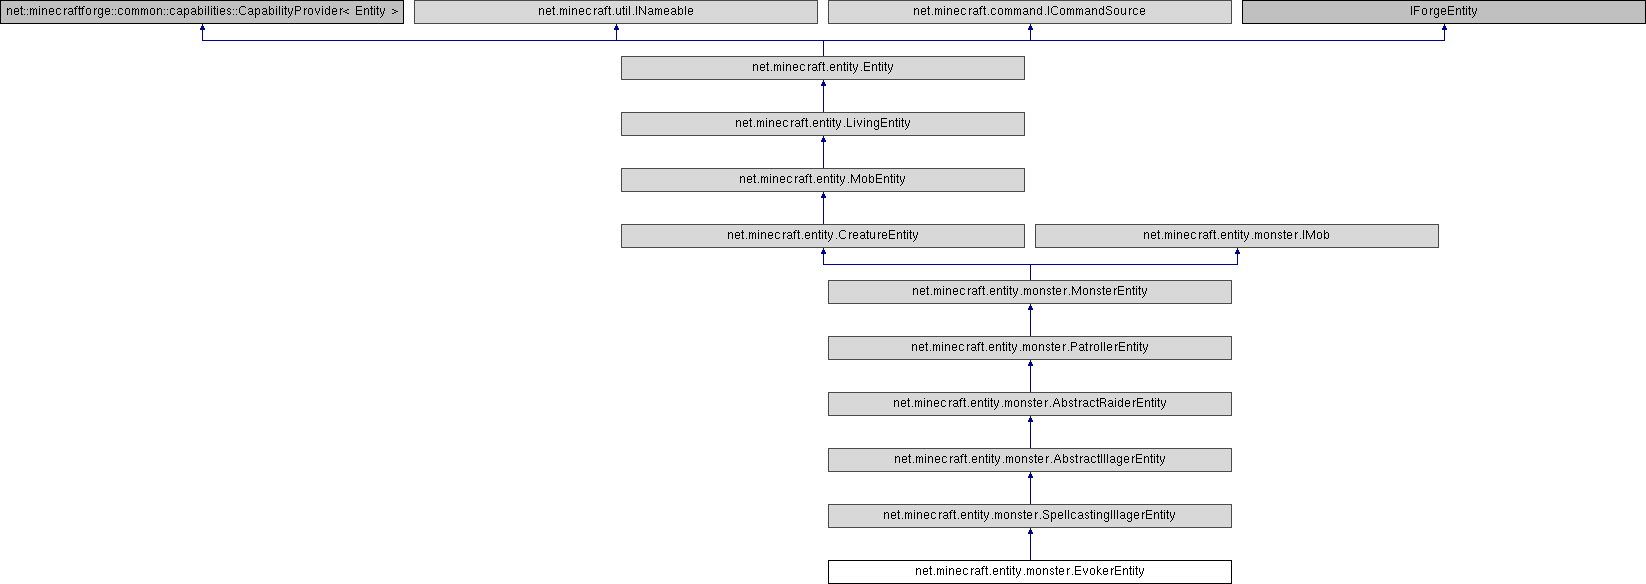 net::minecraftforge::common::capabilities::CapabilityProvider< Entity >
net.minecraft.util.INameable
net.minecraft.command.ICommandSource
IForgeEntity
net.minecraft.entity.Entity
net.minecraft.entity.LivingEntity
net.minecraft.entity.MobEntity
net.minecraft.entity.CreatureEntity
net.minecraft.entity.monster.IMob
net.minecraft.entity.monster.MonsterEntity
net.minecraft.entity.monster.PatrollerEntity
net.minecraft.entity.monster.AbstractRaiderEntity
net.minecraft.entity.monster.AbstractIllagerEntity
net.minecraft.entity.monster.SpellcastingIllagerEntity
net.minecraft.entity.monster.EvokerEntity